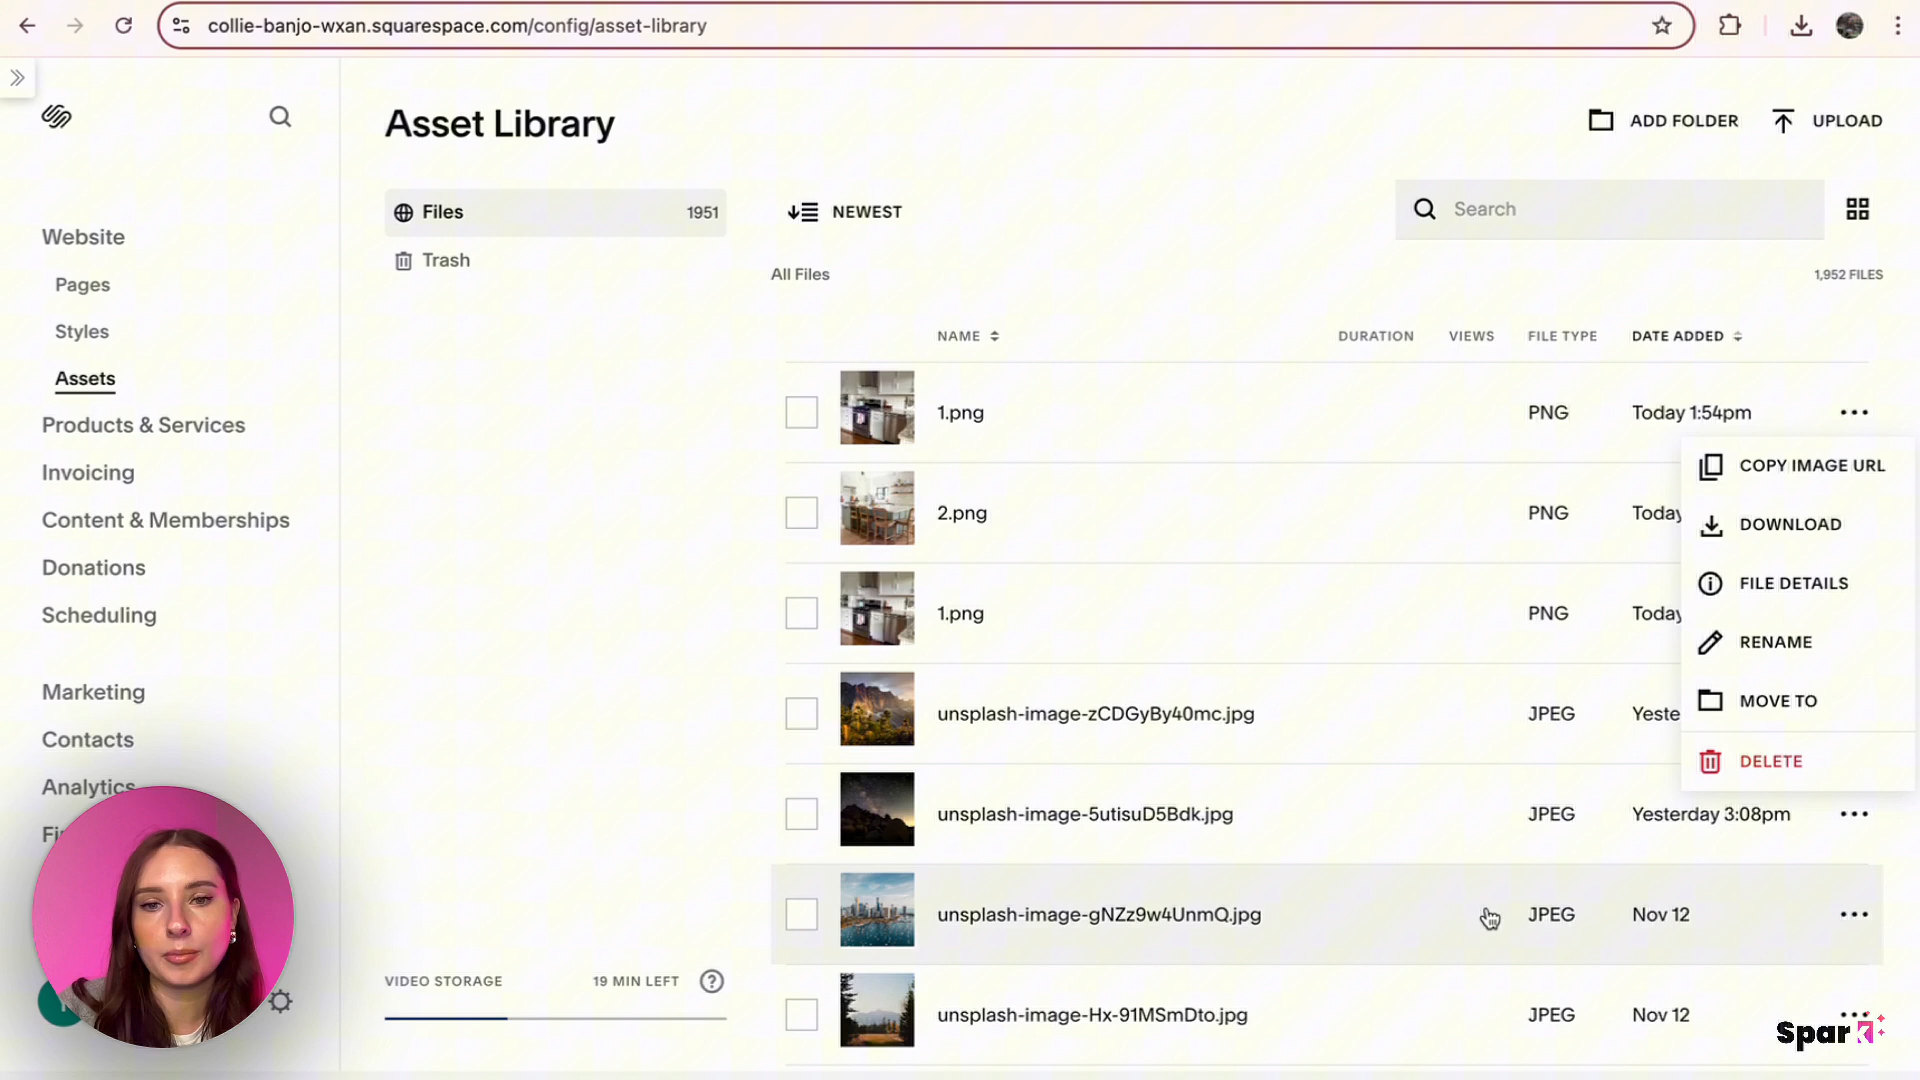 collie-banjo-wxan.squarespace.com/config/asset-library
Asset Library
ADD FOLDER
UPLOAD
Website
Pages
Styles
Assets
Products & Services
Invoicing
Content & Memberships
Donations
Scheduling
Marketing
Contacts
Analytics
Files 1951
Trash
NEWEST
Search
All Files
1,952 FILES
NAME DURATION VIEWS FILE TYPE DATE ADDED
1.png PNG Today 1:54pm
2.png PNG Today
1.png PNG Today
unsplash-image-zCDGyBy40mc.jpg JPEG Yeste
unsplash-image-5utisuD5Bdk.jpg JPEG Yesterday 3:08pm
unsplash-image-gNZz9w4UnmQ.jpg JPEG Nov 12
unsplash-image-Hx-91MSmDto.jpg JPEG Nov 12
COPY IMAGE URL
DOWNLOAD
FILE DETAILS
RENAME
MOVE TO
DELETE
VIDEO STORAGE 19 MIN LEFT ?
Spark